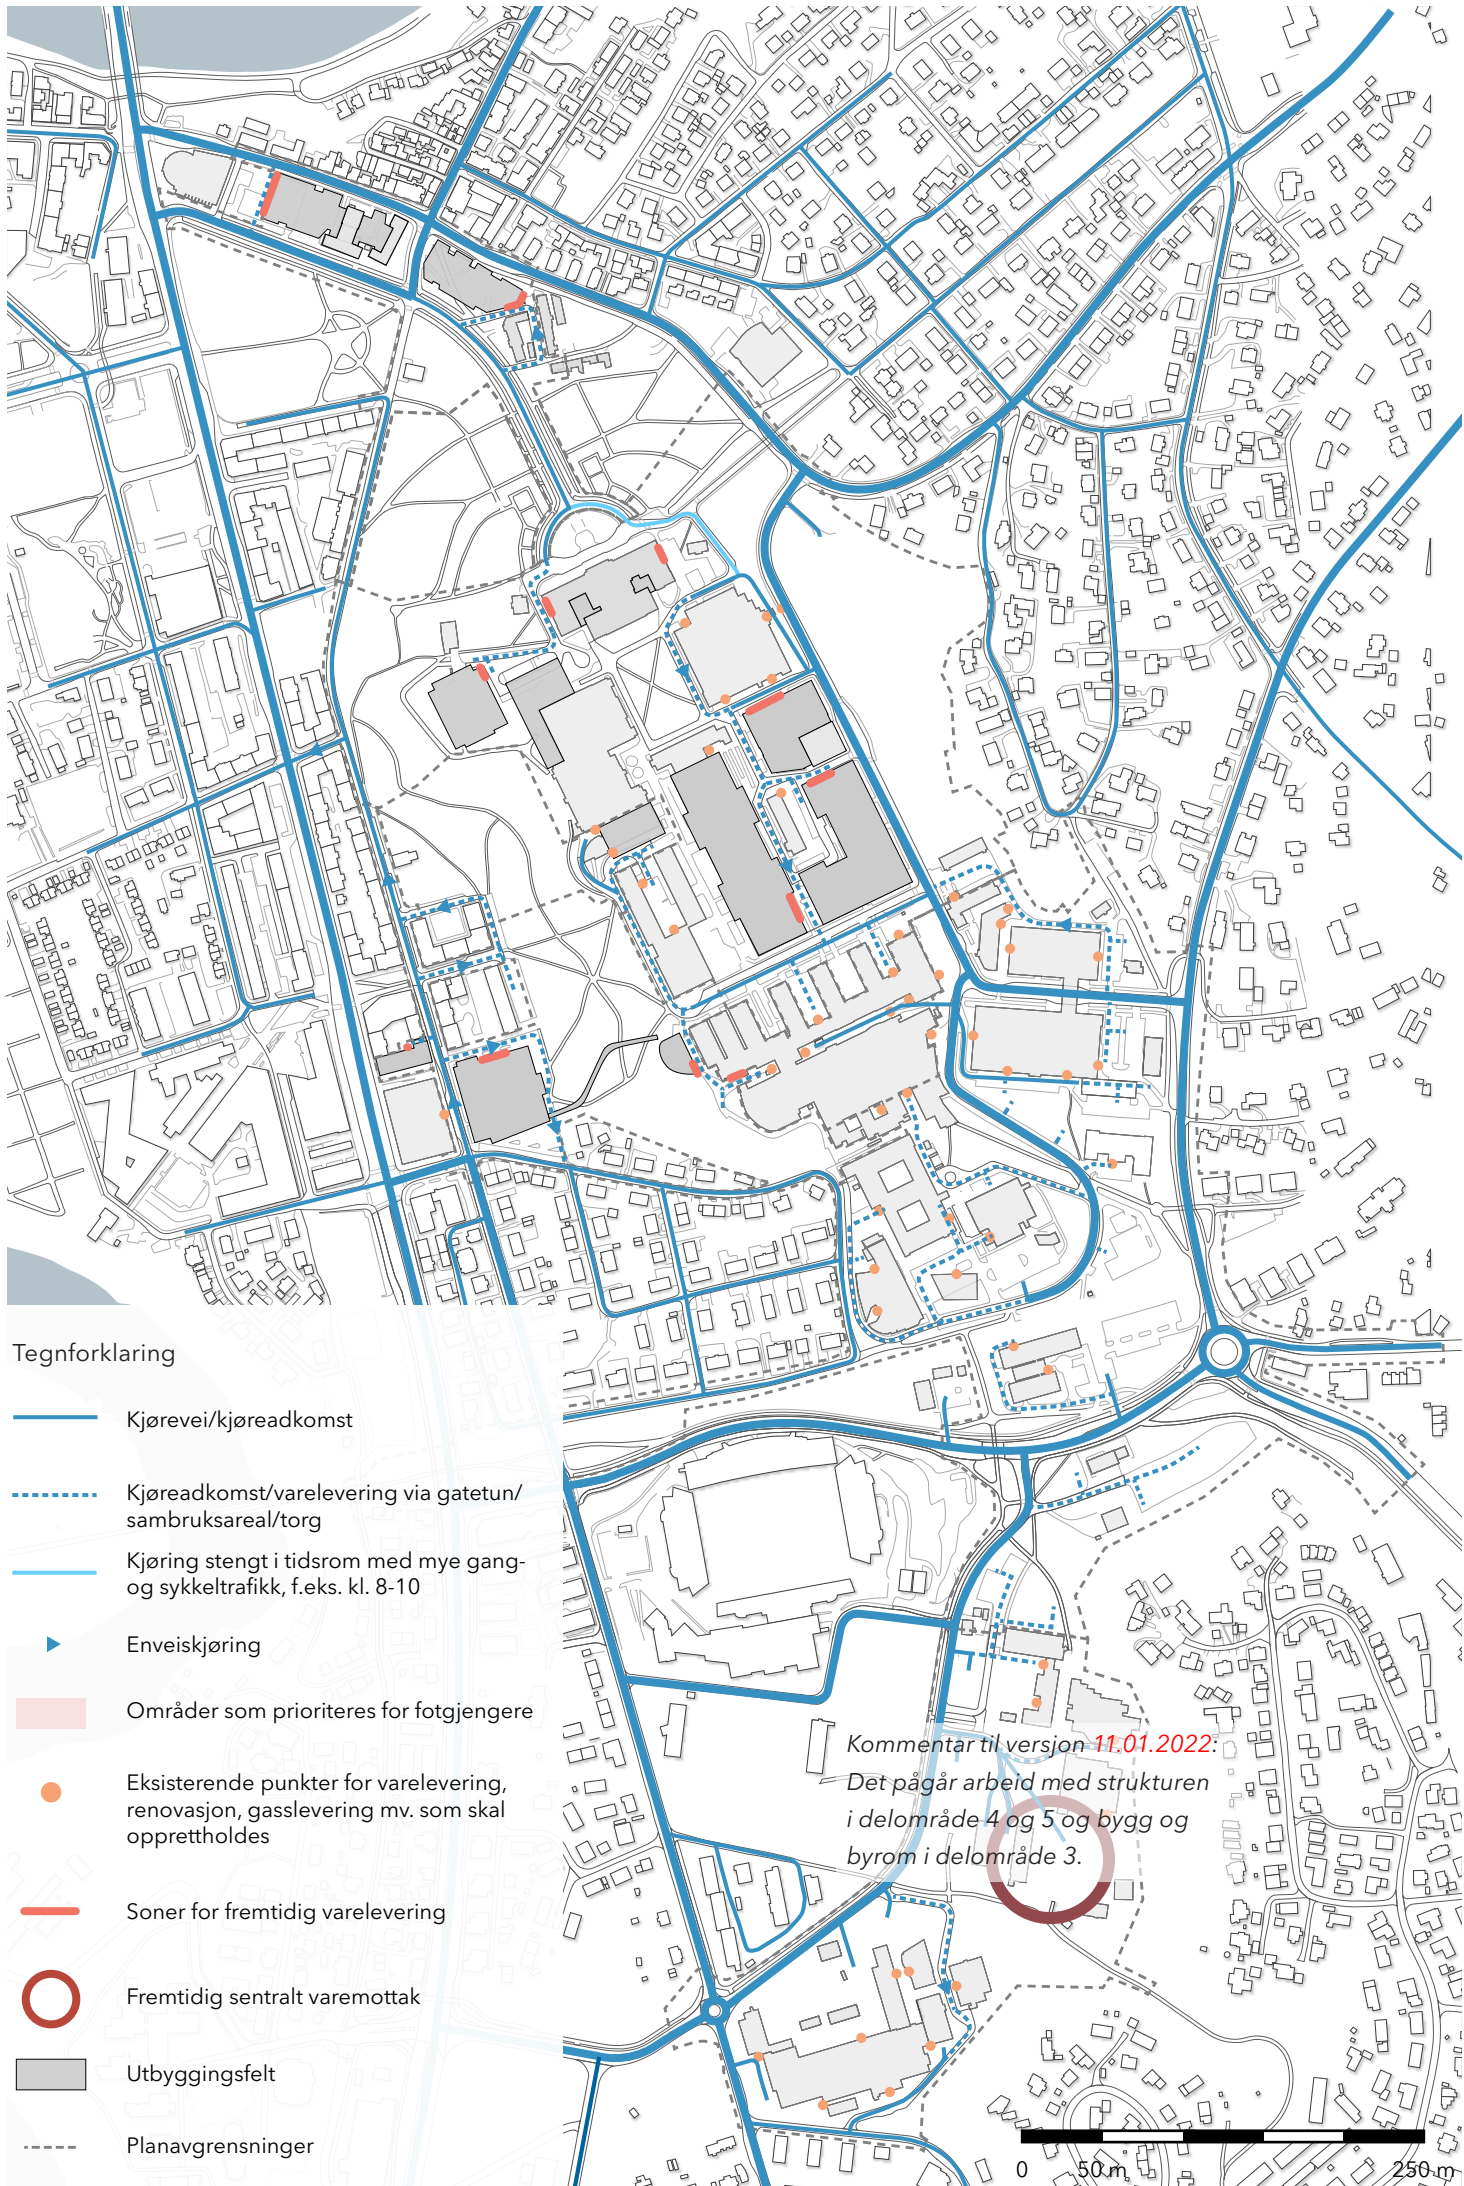 Tegnforklaring
Kjørevei/kjøreadkomst
Kjøreadkomst/varelevering via gatetun/
sambruksareal/torg
Kjøring stengt i tidsrom med mye gang-
og sykkeltrafikk, f.eks. kl. 8-10
Enveiskjøring
Områder som prioriteres for fotgjengere
Eksisterende punkter for varelevering,
renovasjon, gasslevering mv. som skal
opprettholdes
Soner for fremtidig varelevering
Fremtidig sentralt varemottak
Utbyggingsfelt
Planavgrensninger
Kommentar til versjon 11.01.2022:
Det pågår arbeid med strukturen
i delområde 4 og 5 og bygg og
byrom i delområde 3.
0 50 m 250 m